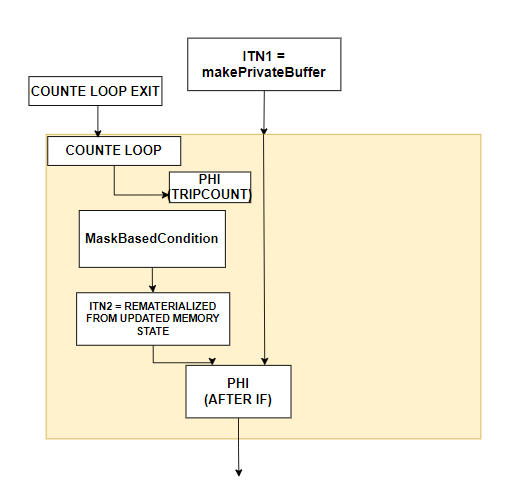 ITN1 =
makePrivateBuffer
COUNTE LOOP EXIT
COUNTE LOOP
PHI
(TRIPCOUNT)
MaskBasedCondition
ITN2 = REMATERIALIZED
FROM UPDATED MEMORY
STATE
PHI
(AFTER IF)